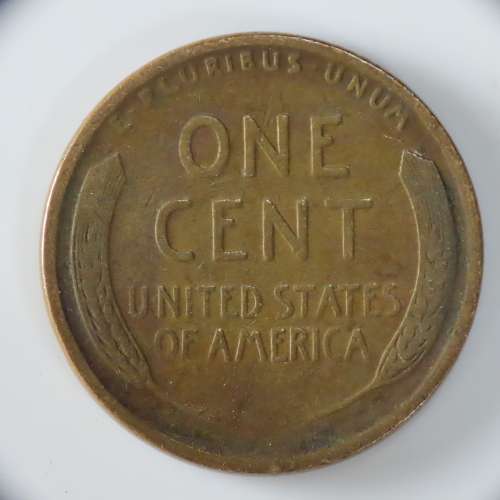 E·PLURIBUS·UNUM
ONE
CENT
UNITED STATES
OF AMERICA